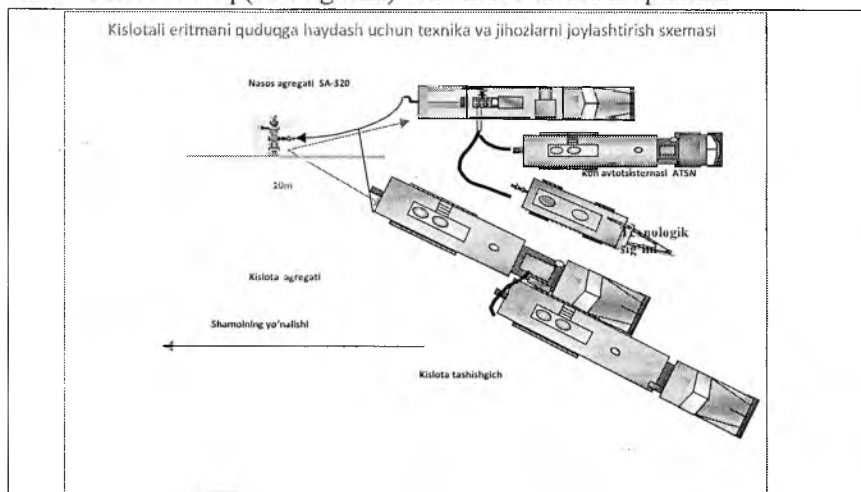 Kislotali eritmani quduqga haydash uchun texnika va jihozlarni joylashtirish sxemasi
Nasos agregati SA-320
Kon avtotsisternasi ATSN
10m
Texnologik
Kislota agregati
Shamolning yo'nalishi
Kislota tashishgich